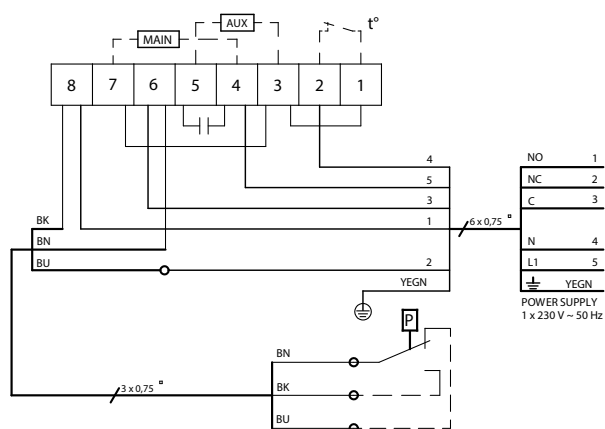 AUX
MAIN
t°
8 7 6 5 4 3 2 1
4
5
3
1
2
YEGN
BK
BN
BU
6 x 0,75 ▫
NO 1
NC 2
C 3
N 4
L1 5
YEGN
POWER SUPPLY
1 x 230 V ~ 50 Hz
P
3 x 0,75 ▫
BN
BK
BU